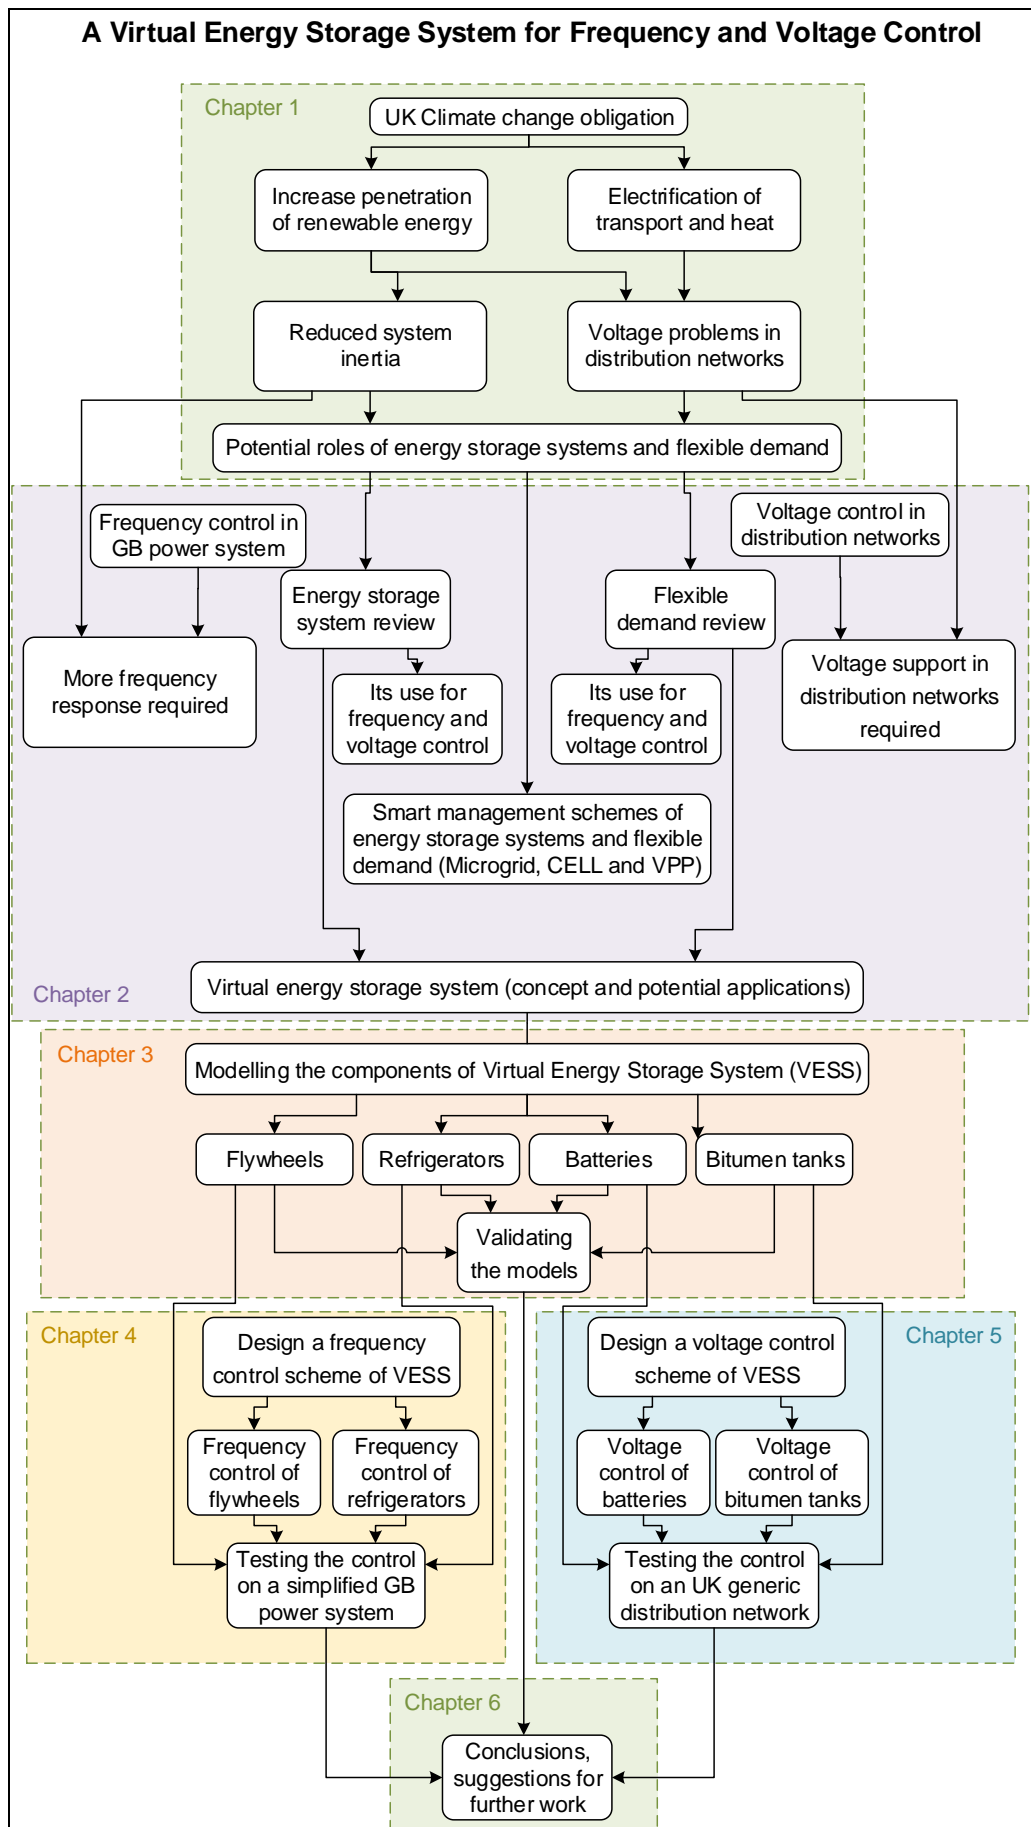 A Virtual Energy Storage System for Frequency and Voltage Control
Chapter 1
UK Climate change obligation
Increase penetration
of renewable energy
Electrification of
transport and heat
Reduced system
inertia
Voltage problems in
distribution networks
Potential roles of energy storage systems and flexible demand
Frequency control in
GB power system
Voltage control in
distribution networks
Energy storage
system review
Flexible
demand review
More frequency
response required
Its use for
frequency and
voltage control
Its use for
frequency and
voltage control
Voltage support in
distribution networks
required
Smart management schemes of
energy storage systems and flexible
demand (Microgrid, CELL and VPP)
Virtual energy storage system (concept and potential applications)
Chapter 2
Chapter 3
Modelling the components of Virtual Energy Storage System (VESS)
Flywheels
Refrigerators
Batteries
Bitumen tanks
Validating
the models
Chapter 4
Design a frequency
control scheme of VESS
Frequency
control of
flywheels
Frequency
control of
refrigerators
Testing the control
on a simplified GB
power system
Chapter 5
Design a voltage control
scheme of VESS
Voltage
control of
batteries
Voltage
control of
bitumen tanks
Testing the control
on an UK generic
distribution network
Chapter 6
Conclusions,
suggestions for
further work